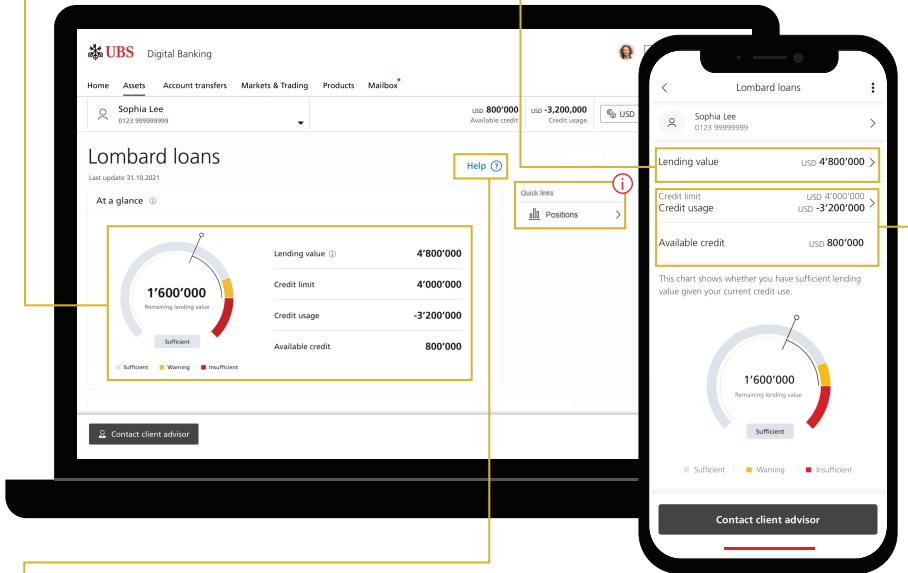 UBS Digital Banking
Home Assets Account transfers Markets & Trading Products Mailbox
Sophia Lee
0123 999999999
USD 800'000
Available credit
USD -3,200,000
Credit usage
USD
Lombard loans
Last update 31.10.2021
Help ?
At a glance i
1'600'000
Remaining lending value
Sufficient
Sufficient Warning Insufficient
Lending value i 4'800'000
Credit limit 4'000'000
Credit usage -3'200'000
Available credit 800'000
Quick links
i
Positions
Contact client advisor
Lombard loans
Sophia Lee
0123 99999999
Lending value USD 4'800'000
Credit limit USD 4'000'000
Credit usage USD -3'200'000
Available credit USD 800'000
This chart shows whether you have sufficient lending
value given your current credit use.
1'600'000
Remaining lending value
Sufficient
Sufficient Warning Insufficient
Contact client advisor